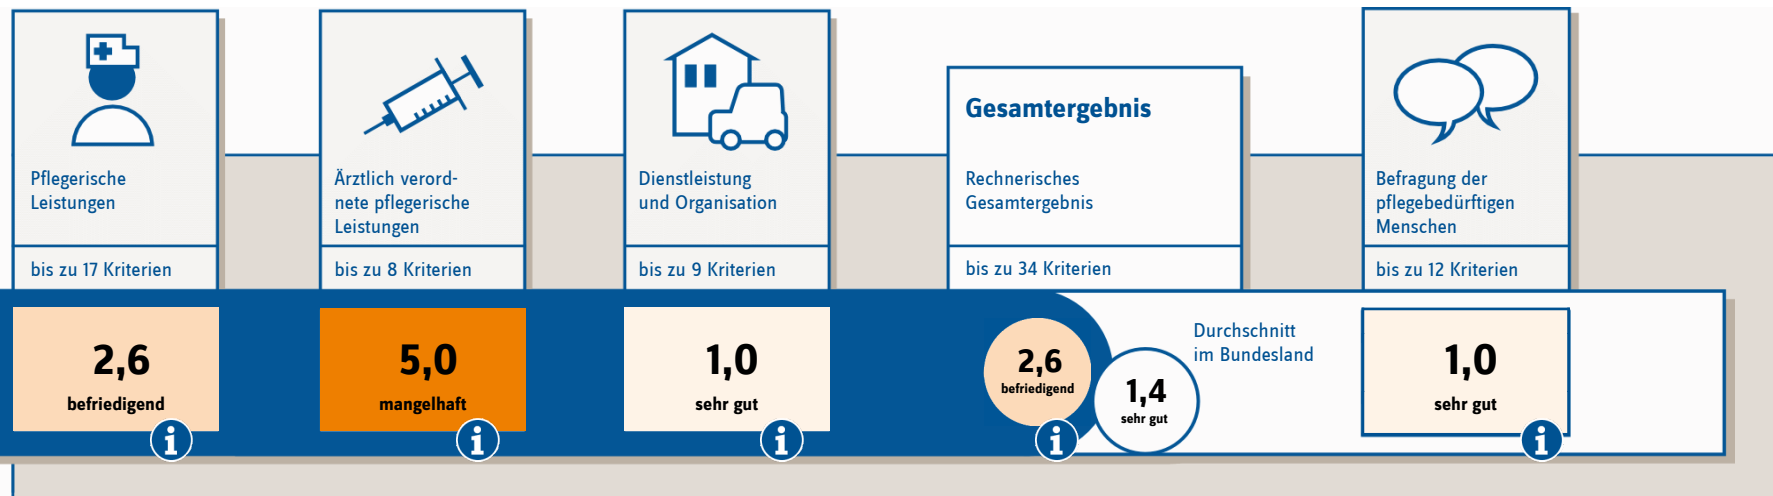 Pflegerische
Leistungen
bis zu 17 Kriterien
2,6
befriedigend
i
Ärztlich verord-
nete pflegerische
Leistungen
bis zu 8 Kriterien
5,0
mangelhaft
i
Dienstleistung
und Organisation
bis zu 9 Kriterien
1,0
sehr gut
i
Gesamtergebnis
Rechnerisches
Gesamtergebnis
bis zu 34 Kriterien
2,6
befriedigend
i
Durchschnitt
im Bundesland
1,4
sehr gut
Befragung der
pflegebedürftigen
Menschen
bis zu 12 Kriterien
1,0
sehr gut
i